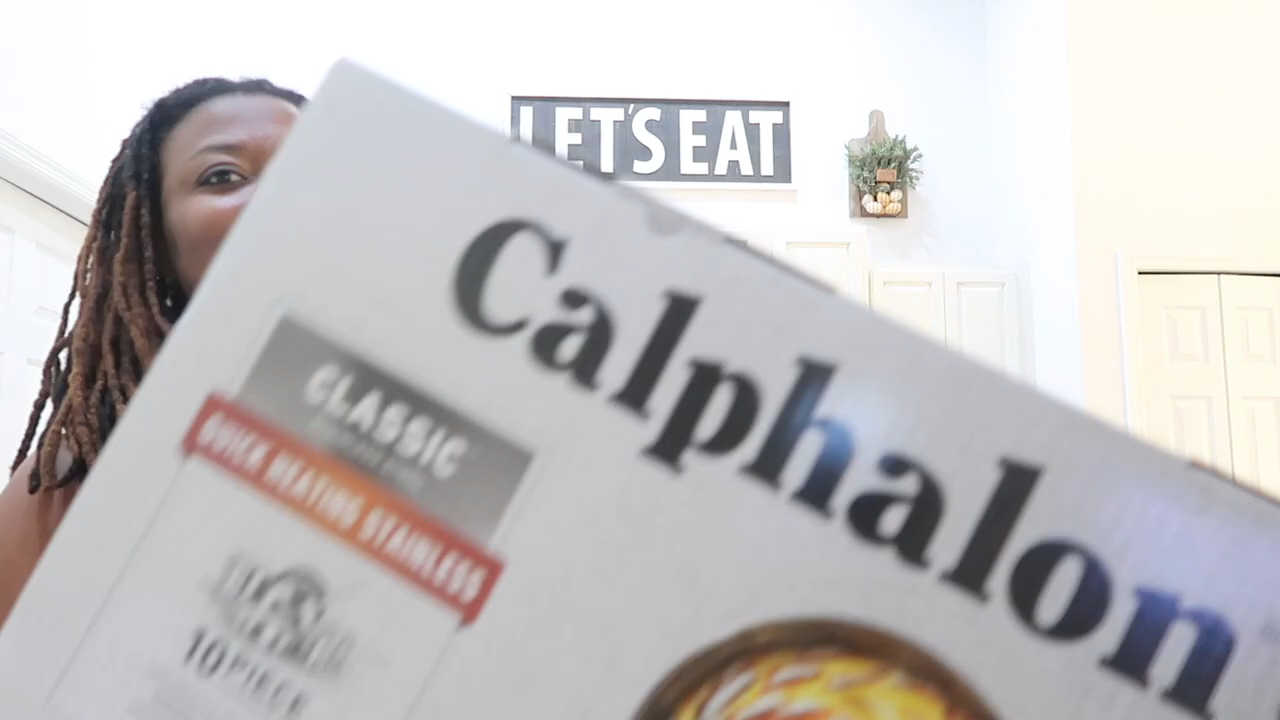 LET'S EAT
Calphalon
CLASSIC
QUICK HEATING STAINLESS
10 PIECE